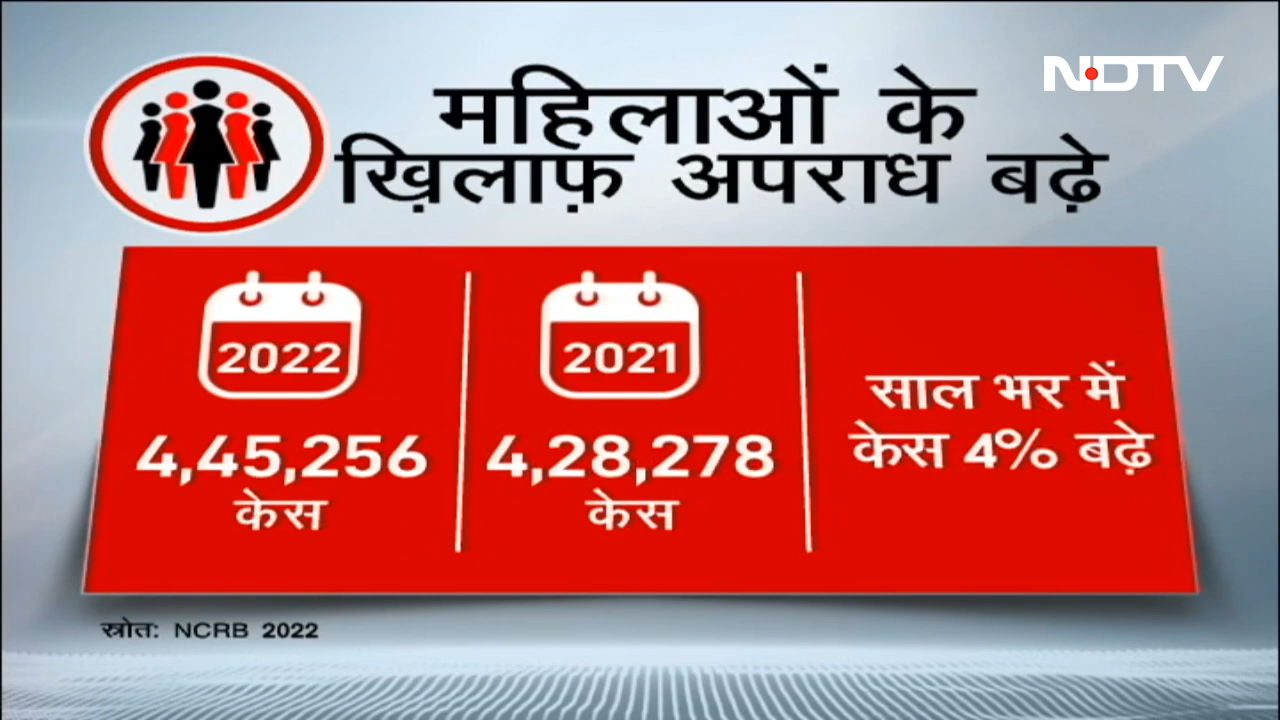 NDTV
महिलाओं के
ख़िलाफ़ अपराध बढ़े
2022
4,45,256
केस
2021
4,28,278
केस
साल भर में
केस 4% बढ़े
स्रोत: NCRB 2022